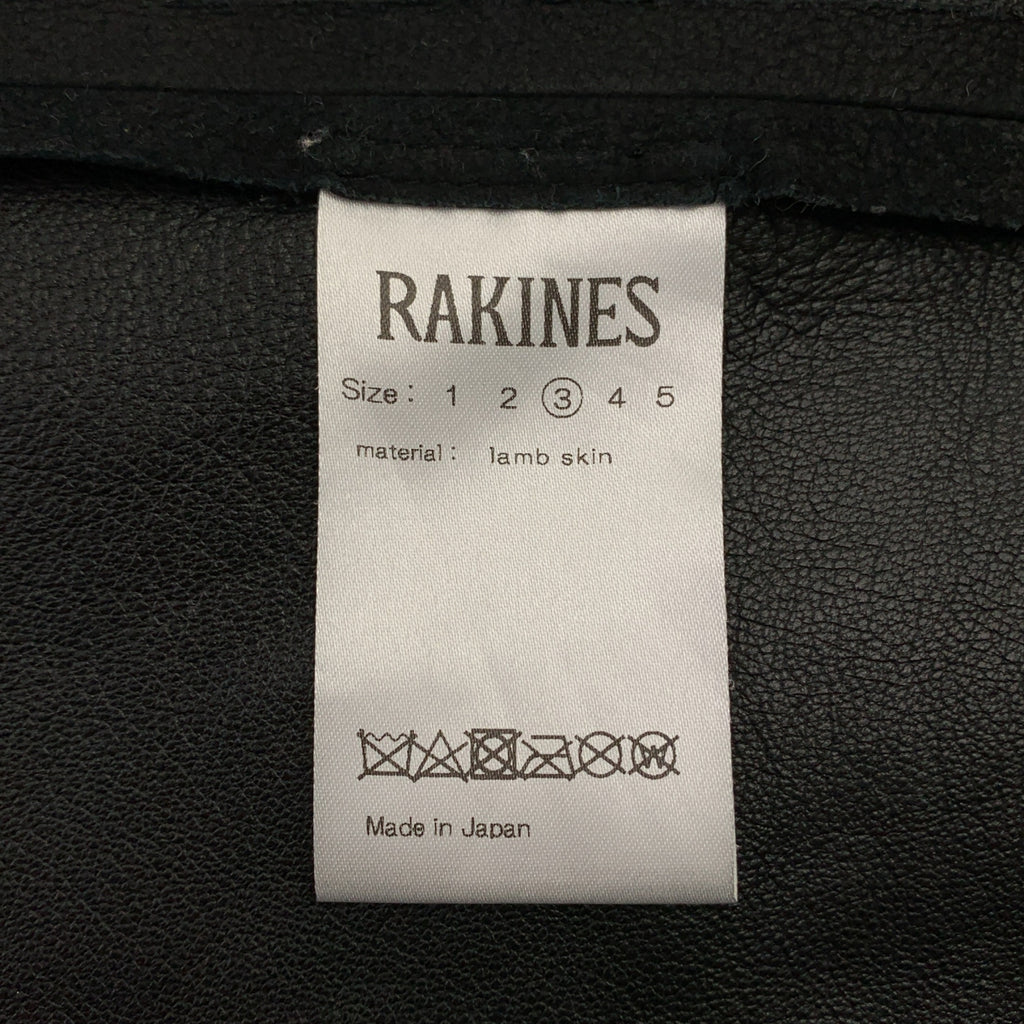 RAKINES
Size: 1 2 3 4 5
material: lamb skin
W
Made in Japan